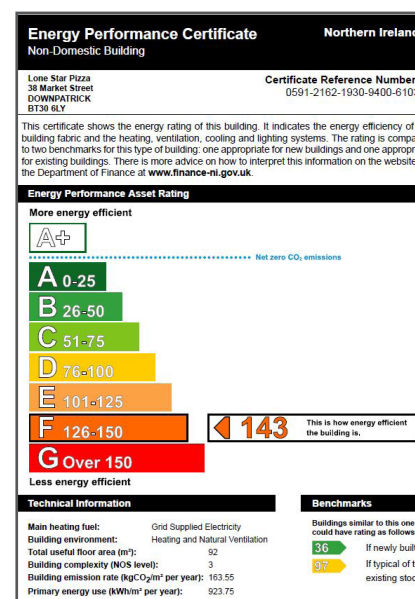 Energy Performance Certificate
Northern Ireland
Non-Domestic Building
Lone Star Pizza
38 Market Street
DOWNPATRICK
BT30 6LY
Certificate Reference Number
0591-2162-1930-9400-610
This certificate shows the energy rating of this building. It indicates the energy efficiency of
building fabric and the heating, ventilation, cooling and lighting systems. The rating is compa
to two benchmarks for this type of building: one appropriate for new buildings and one appropr
for existing buildings. There is more advice on how to interpret this information on the website
the Department of Finance at www.finance-ni.gov.uk.
Energy Performance Asset Rating
More energy efficient
A+
Net zero CO₂ emissions
A 0-25
B 26-50
C 51-75
D 76-100
E 101-125
F 126-150
143
This is how energy efficient
the building is.
G Over 150
Less energy efficient
Technical Information
Main heating fuel: Grid Supplied Electricity
Building environment: Heating and Natural Ventilation
Total useful floor area (m²): 92
Building complexity (NOS level): 3
Building emission rate (kgCO₂/m² per year): 163.55
Primary energy use (kWh/m² per year): 923.75
Benchmarks
Buildings similar to this one
could have rating as follows
36 If newly built
97 If typical of t
existing stoc